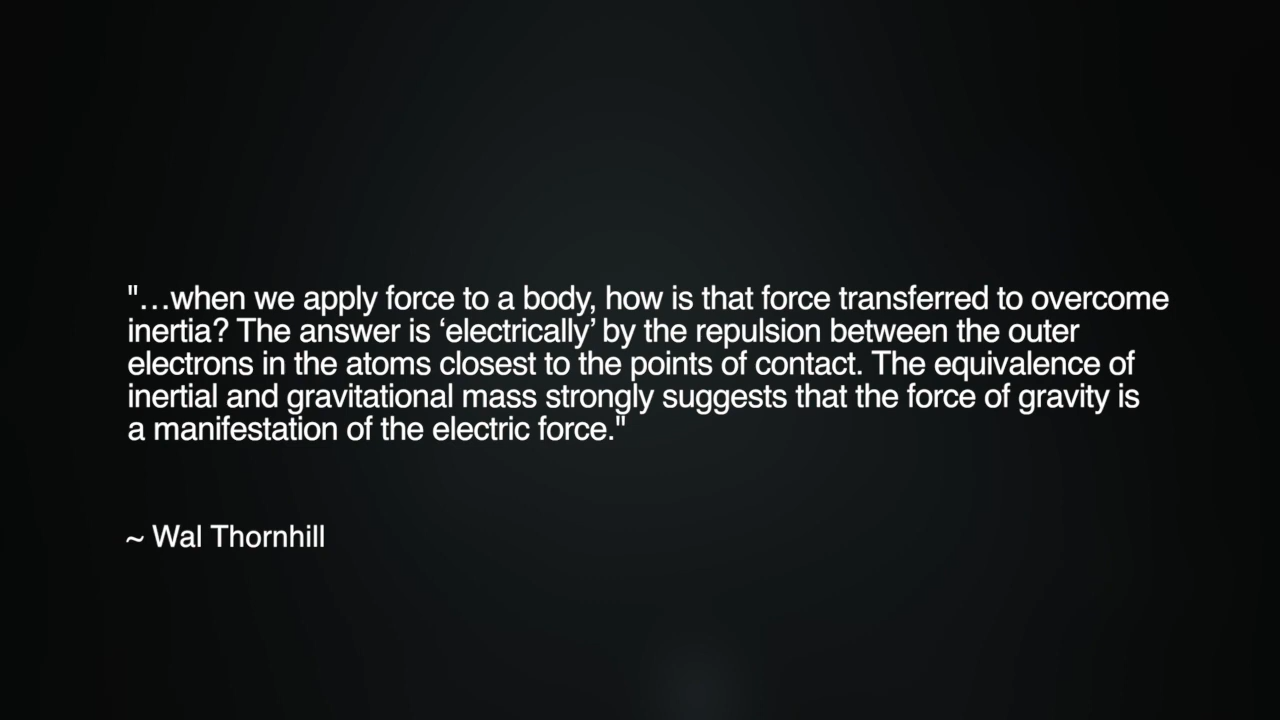 "…when we apply force to a body, how is that force transferred to overcome
inertia? The answer is ‘electrically’ by the repulsion between the outer
electrons in the atoms closest to the points of contact. The equivalence of
inertial and gravitational mass strongly suggests that the force of gravity is
a manifestation of the electric force."
~ Wal Thornhill